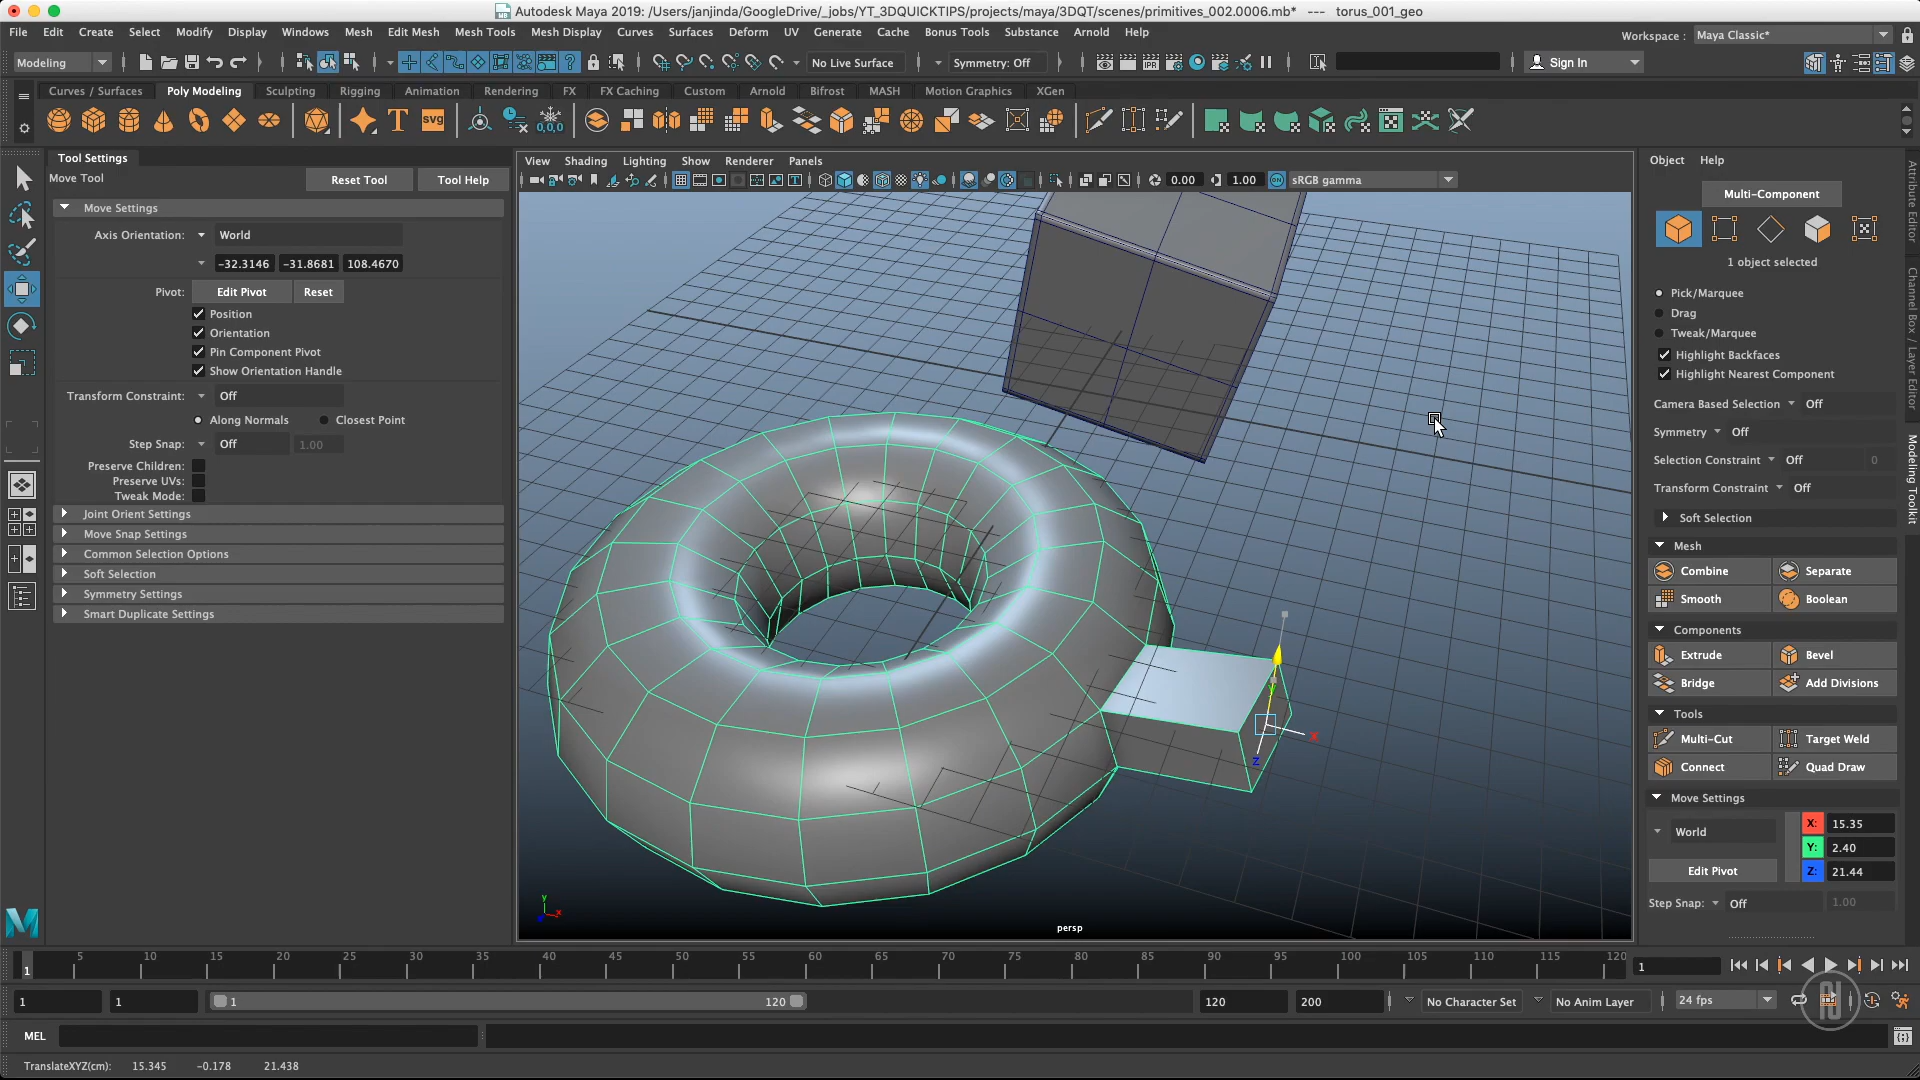 Autodesk Maya 2019: /Users/janjinda/GoogleDrive/_jobs/YT_3DQUICKTIPS/projects/maya/3DQT/scenes/primitives_002.0006.mb* --- torus_001_geo
File Edit Create Select Modify Display Windows Mesh Edit Mesh Mesh Tools Mesh Display Curves Surfaces Deform UV Generate Cache Bonus Tools Substance Arnold Help
Workspace : Maya Classic*
Modeling No Live Surface Symmetry: Off Sign In
Curves / Surfaces Poly Modeling Sculpting Rigging Animation Rendering FX FX Caching Custom Arnold Bifrost MASH Motion Graphics XGen
T SVG 0,0,0
Tool Settings
Move Tool Reset Tool Tool Help
Move Settings
Axis Orientation: World
-32.3146 -31.8681 108.4670
Pivot: Edit Pivot Reset
Position
Orientation
Pin Component Pivot
Show Orientation Handle
Transform Constraint: Off
Along Normals Closest Point
Step Snap: Off 1.00
Preserve Children:
Preserve UVs:
Tweak Mode:
Joint Orient Settings
Move Snap Settings
Common Selection Options
Soft Selection
Symmetry Settings
Smart Duplicate Settings
View Shading Lighting Show Renderer Panels
0.00 1.00 ON sRGB gamma
persp
Object Help
Multi-Component
1 object selected
Pick/Marquee
Drag
Tweak/Marquee
Highlight Backfaces
Highlight Nearest Component
Camera Based Selection Off
Symmetry Off
Selection Constraint Off 0
Transform Constraint Off
Soft Selection
Mesh
Combine Separate
Smooth Boolean
Components
Extrude Bevel
Bridge Add Divisions
Tools
Multi-Cut Target Weld
Connect Quad Draw
Move Settings
World X: 15.35
Y: 2.40
Edit Pivot Z: 21.44
Step Snap: Off 1.00
Attribute Editor
Channel Box / Layer Editor
Modeling Toolkit
5 10 15 20 25 30 35 40 45 50 55 60 65 70 75 80 85 90 95 100 105 110 115 120
1 1
1 1 1 120 120 200 No Character Set No Anim Layer 24 fps
MEL
TranslateXYZ(cm): 15.345 -0.178 21.438